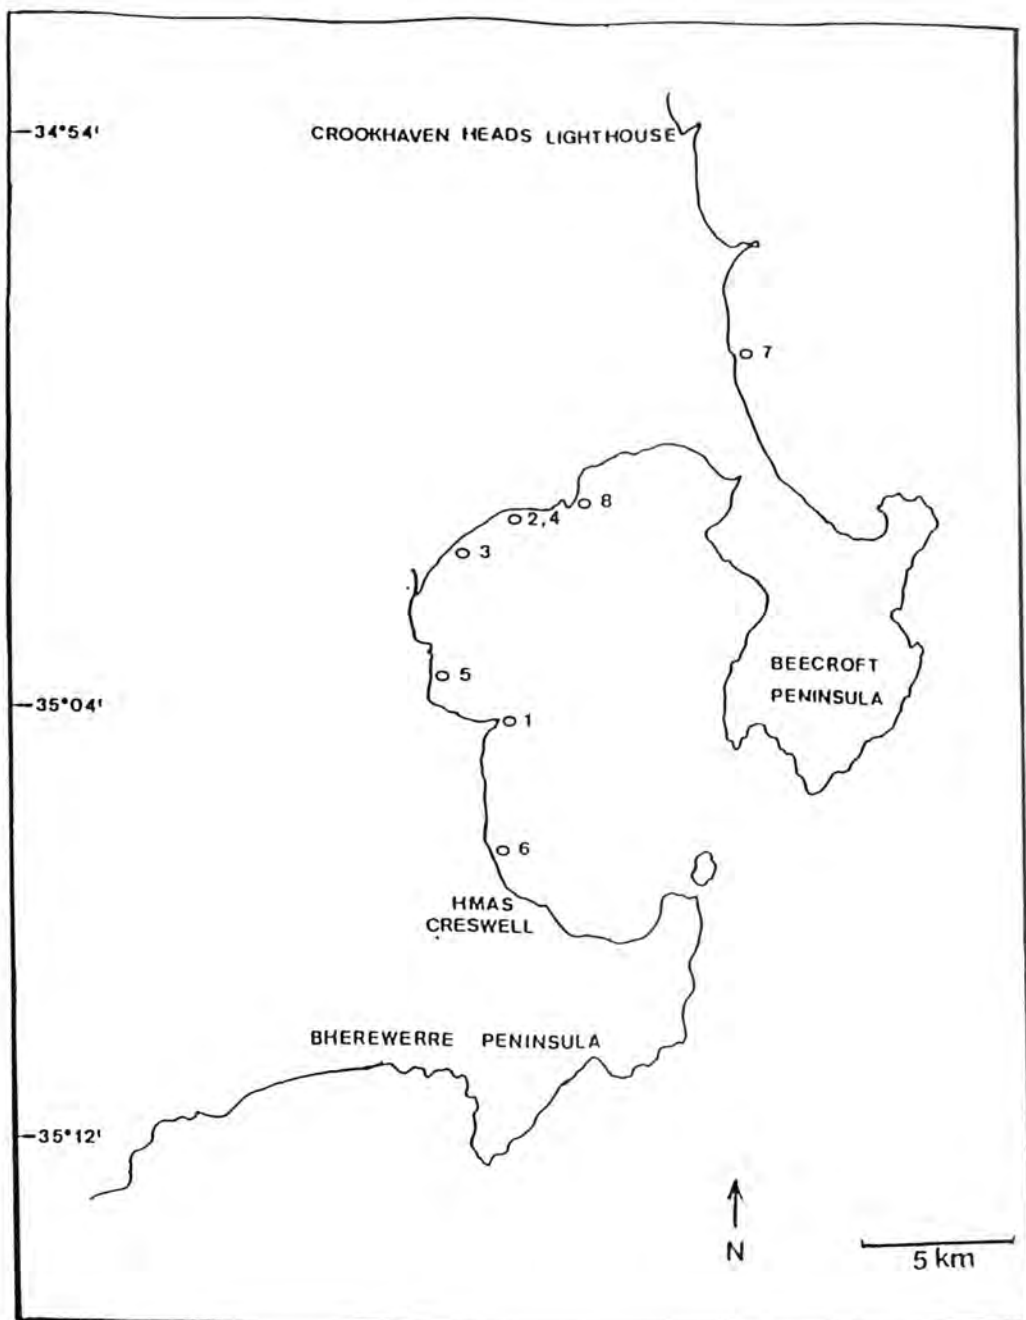 34°54'
CROOKHAVEN HEADS LIGHTHOUSE
7
8
2,4
3
BEECROFT
PENINSULA
5
35°04'
1
6
HMAS
CRESWELL
BHEREWERRE PENINSULA
35°12'
N
5 km